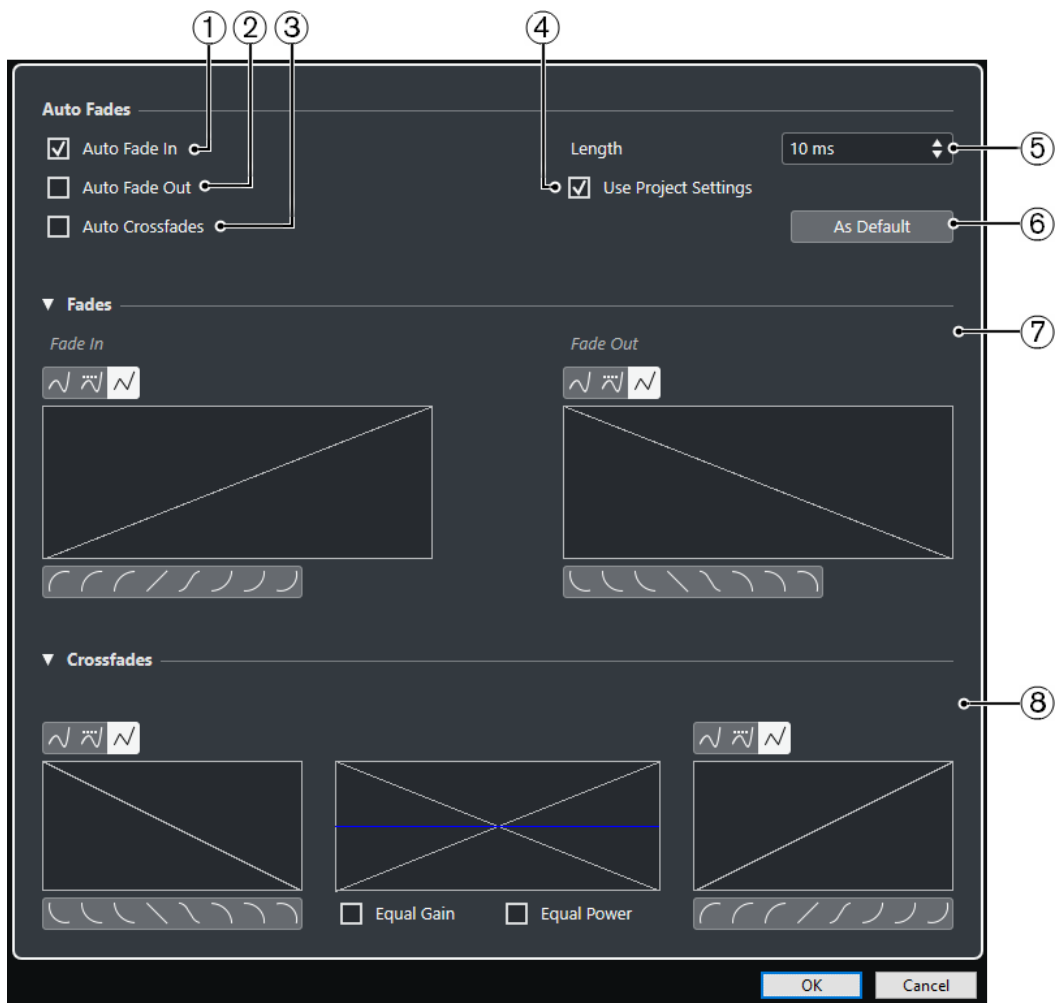 ① ② ③ ④
Auto Fades
Auto Fade In
Length 10 ms ⑤
Auto Fade Out
Use Project Settings
Auto Crossfades
As Default ⑥
Fades
⑦
Fade In Fade Out
Crossfades
⑧
Equal Gain Equal Power
OK Cancel